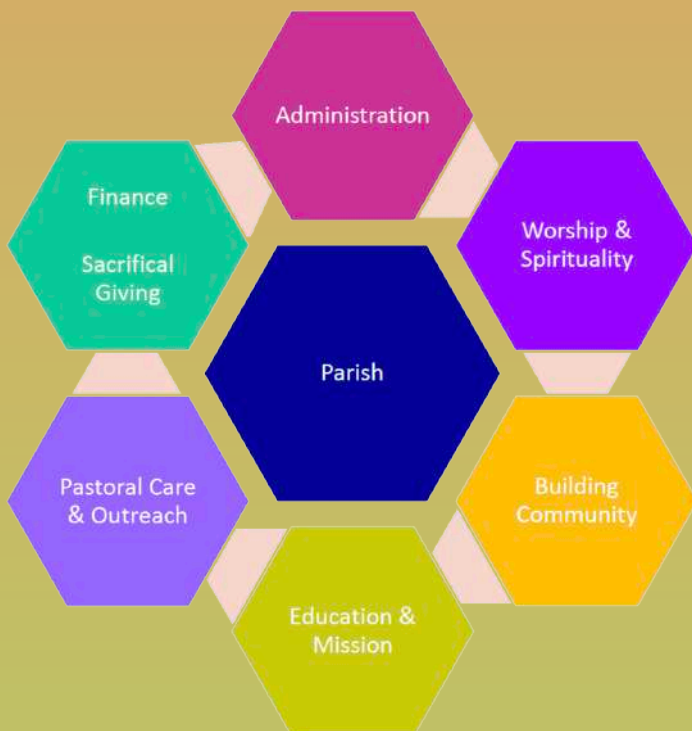 Administration
Finance
Sacrifical
Giving
Worship &
Spirituality
Parish
Pastoral Care
& Outreach
Building
Community
Education &
Mission